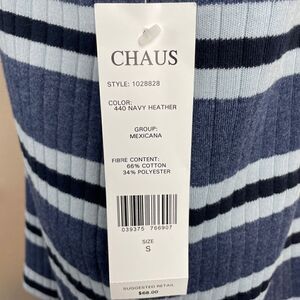 CHAUS
STYLE: 1028828
COLOR:
440 NAVY HEATHER
GROUP:
MEXICANA
FIBRE CONTENT:
66% COTTON
34% POLYESTER
039375 766907
SIZE
S
SUGGESTED RETAIL
$68.00